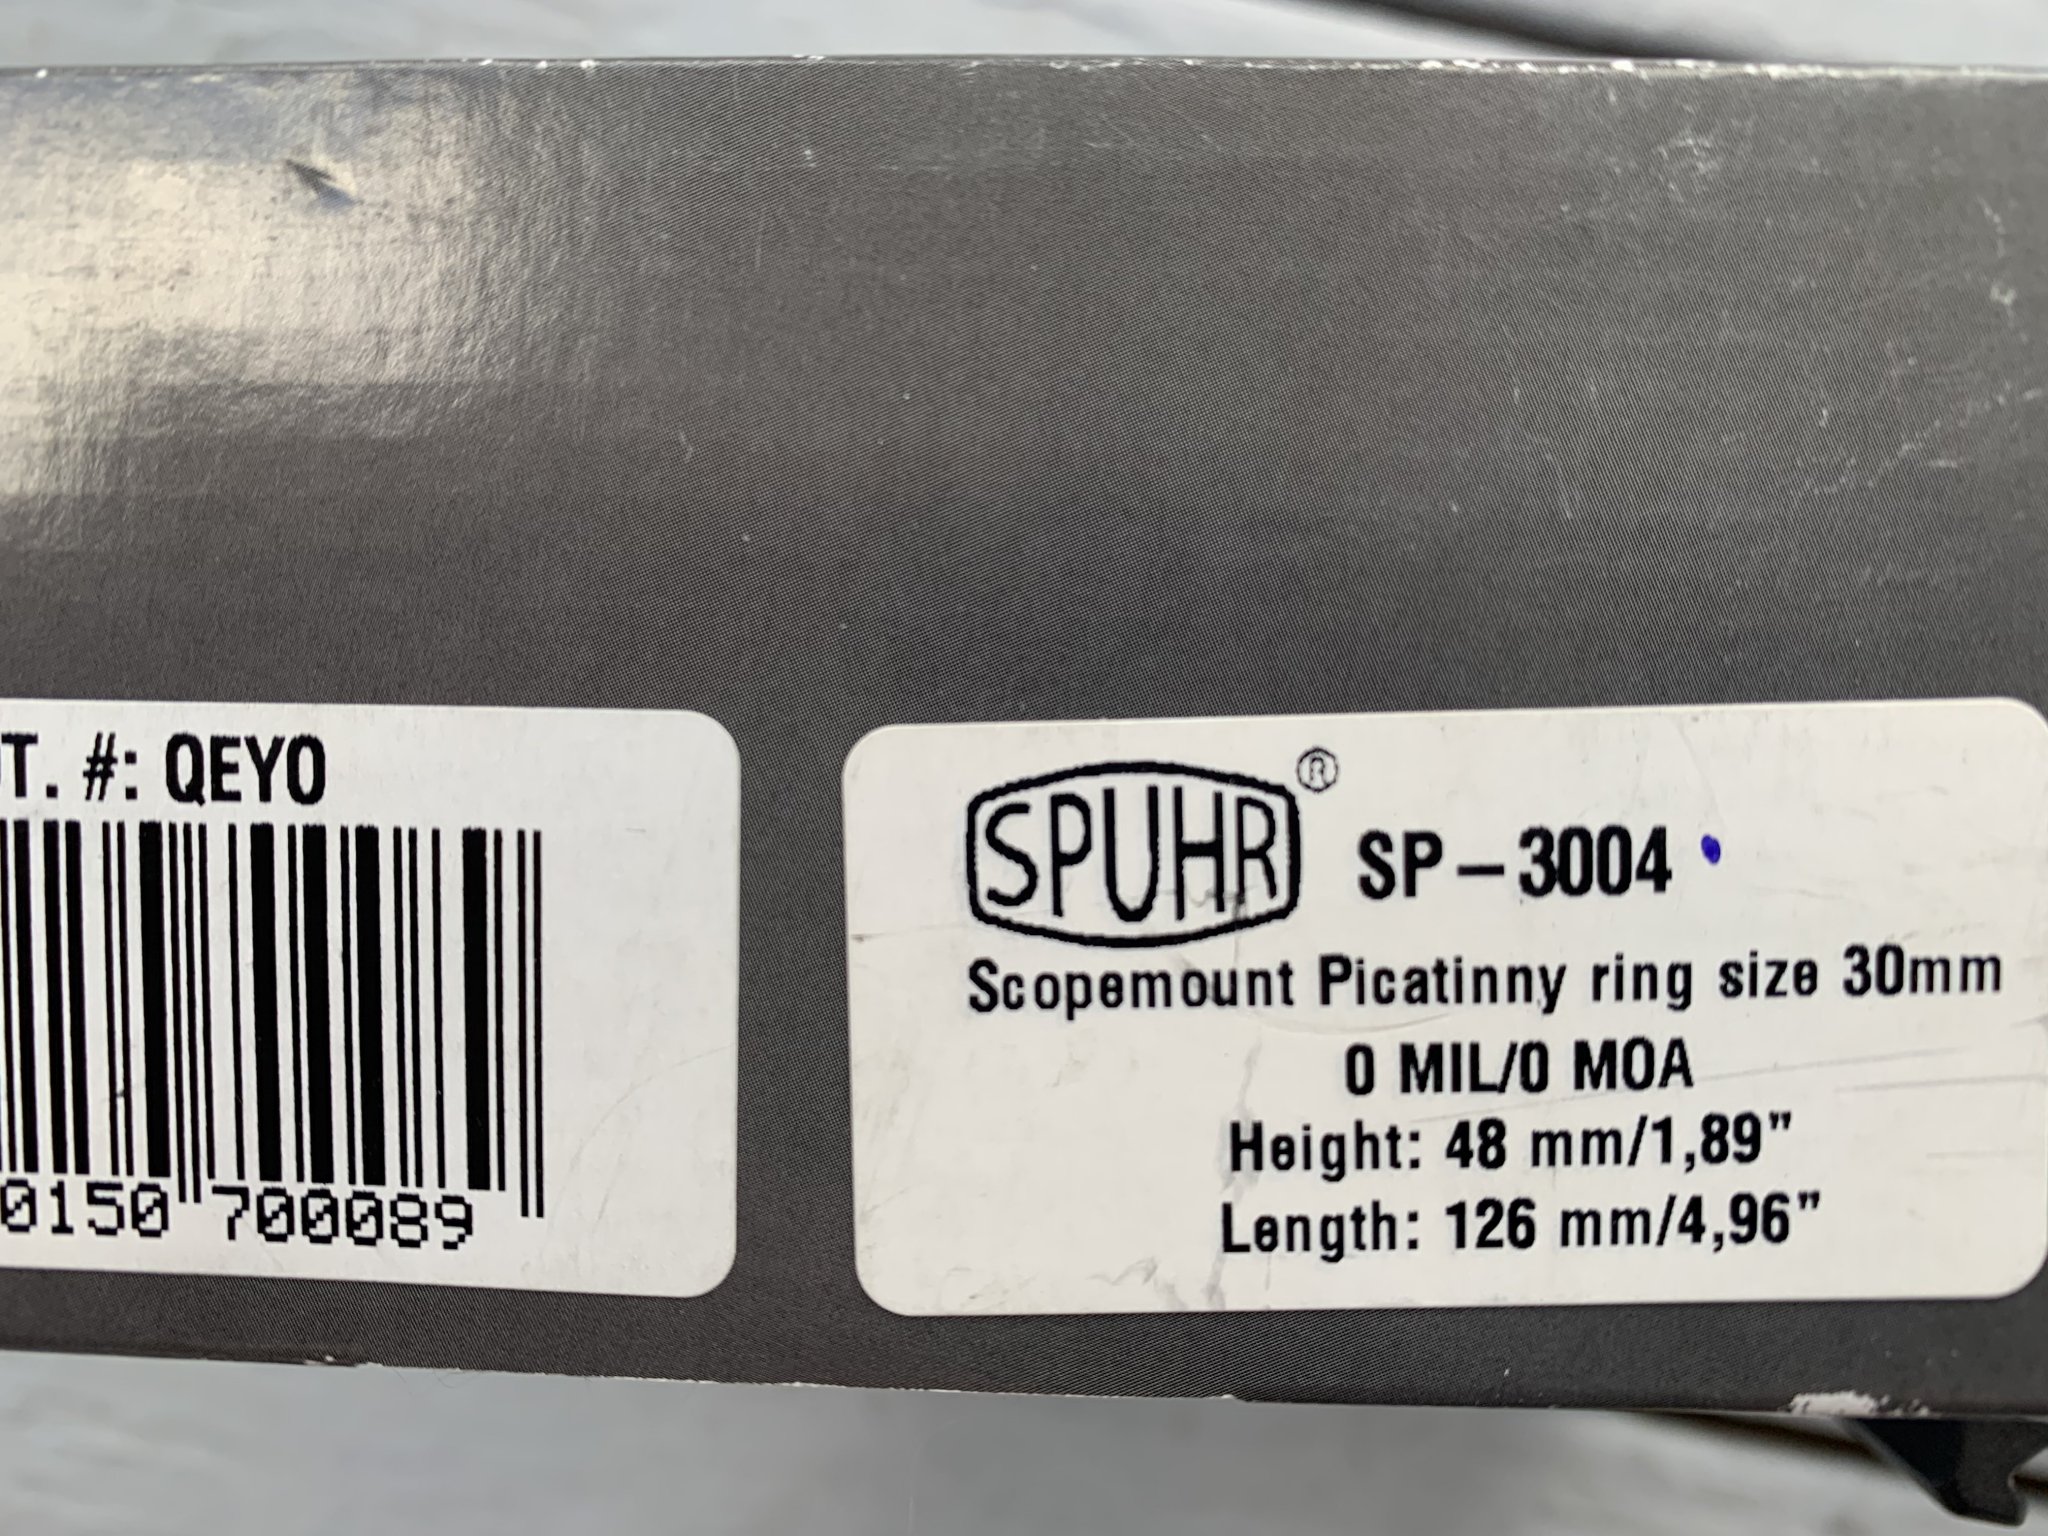 T. #: QEYO
0150 700089
SPUHR® SP-3004
Scopemount Picatinny ring size 30mm
0 MIL/0 MOA
Height: 48 mm/1,89"
Length: 126 mm/4,96"